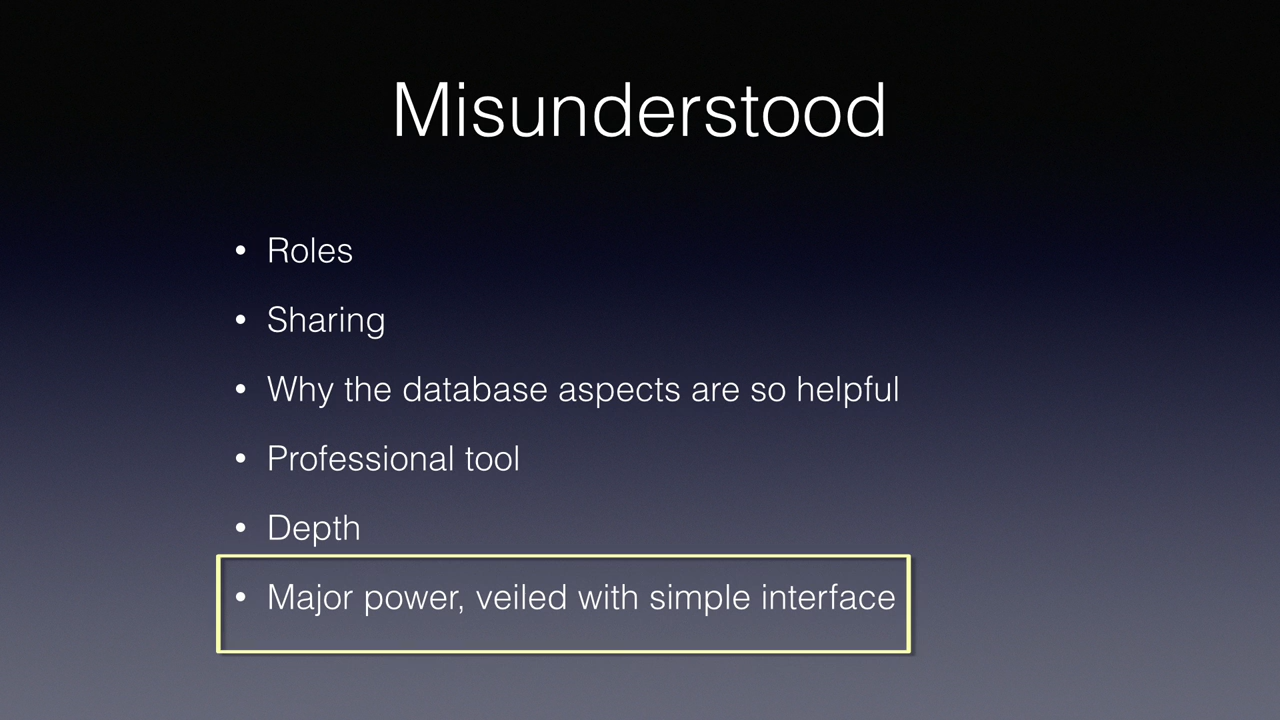 Misunderstood
• Roles
• Sharing
• Why the database aspects are so helpful
• Professional tool
• Depth
• Major power, veiled with simple interface